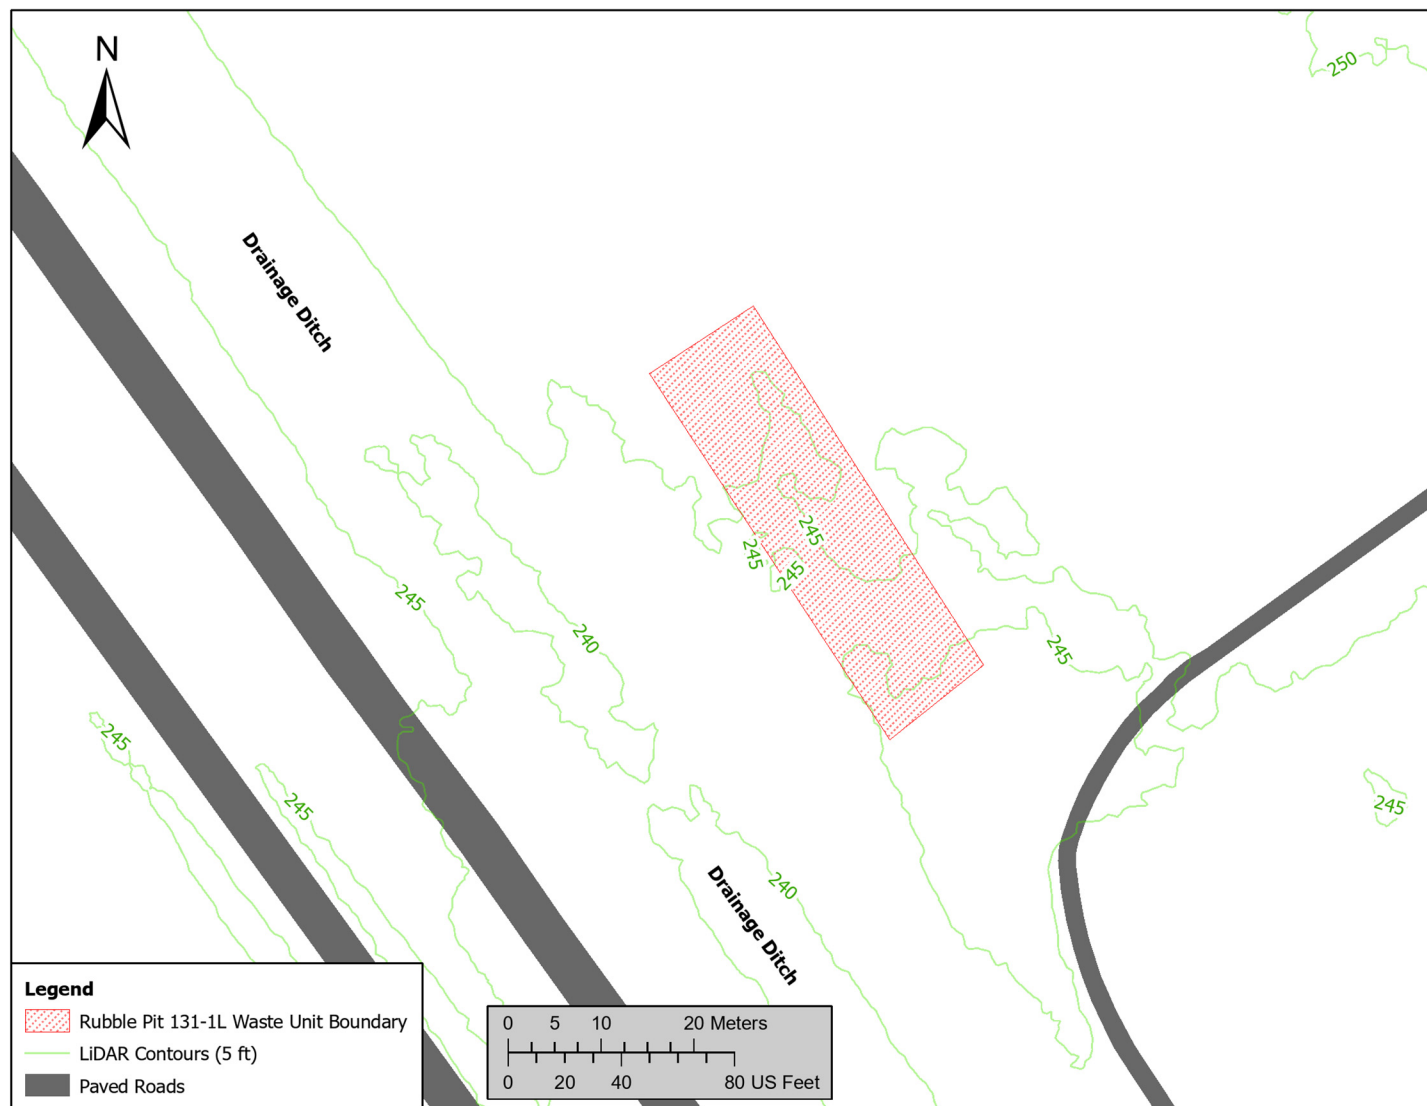 N
250
Drainage Ditch
245
245
245
245
240
245
245
245
245
240
Drainage Ditch
Legend
Rubble Pit 131-1L Waste Unit Boundary
LiDAR Contours (5 ft)
Paved Roads
0 5 10 20 Meters
0 20 40 80 US Feet